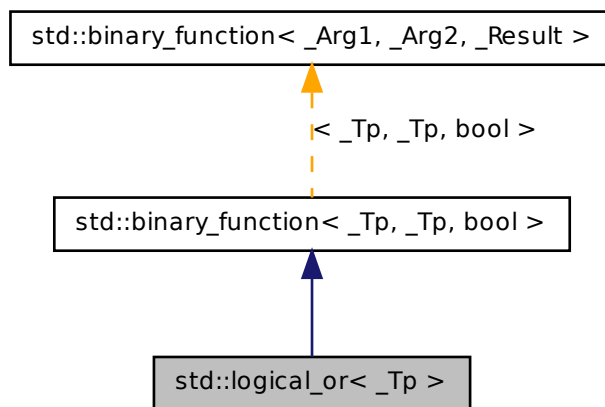 std::binary_function< _Arg1, _Arg2, _Result >
< _Tp, _Tp, bool >
std::binary_function< _Tp, _Tp, bool >
std::logical_or< _Tp >